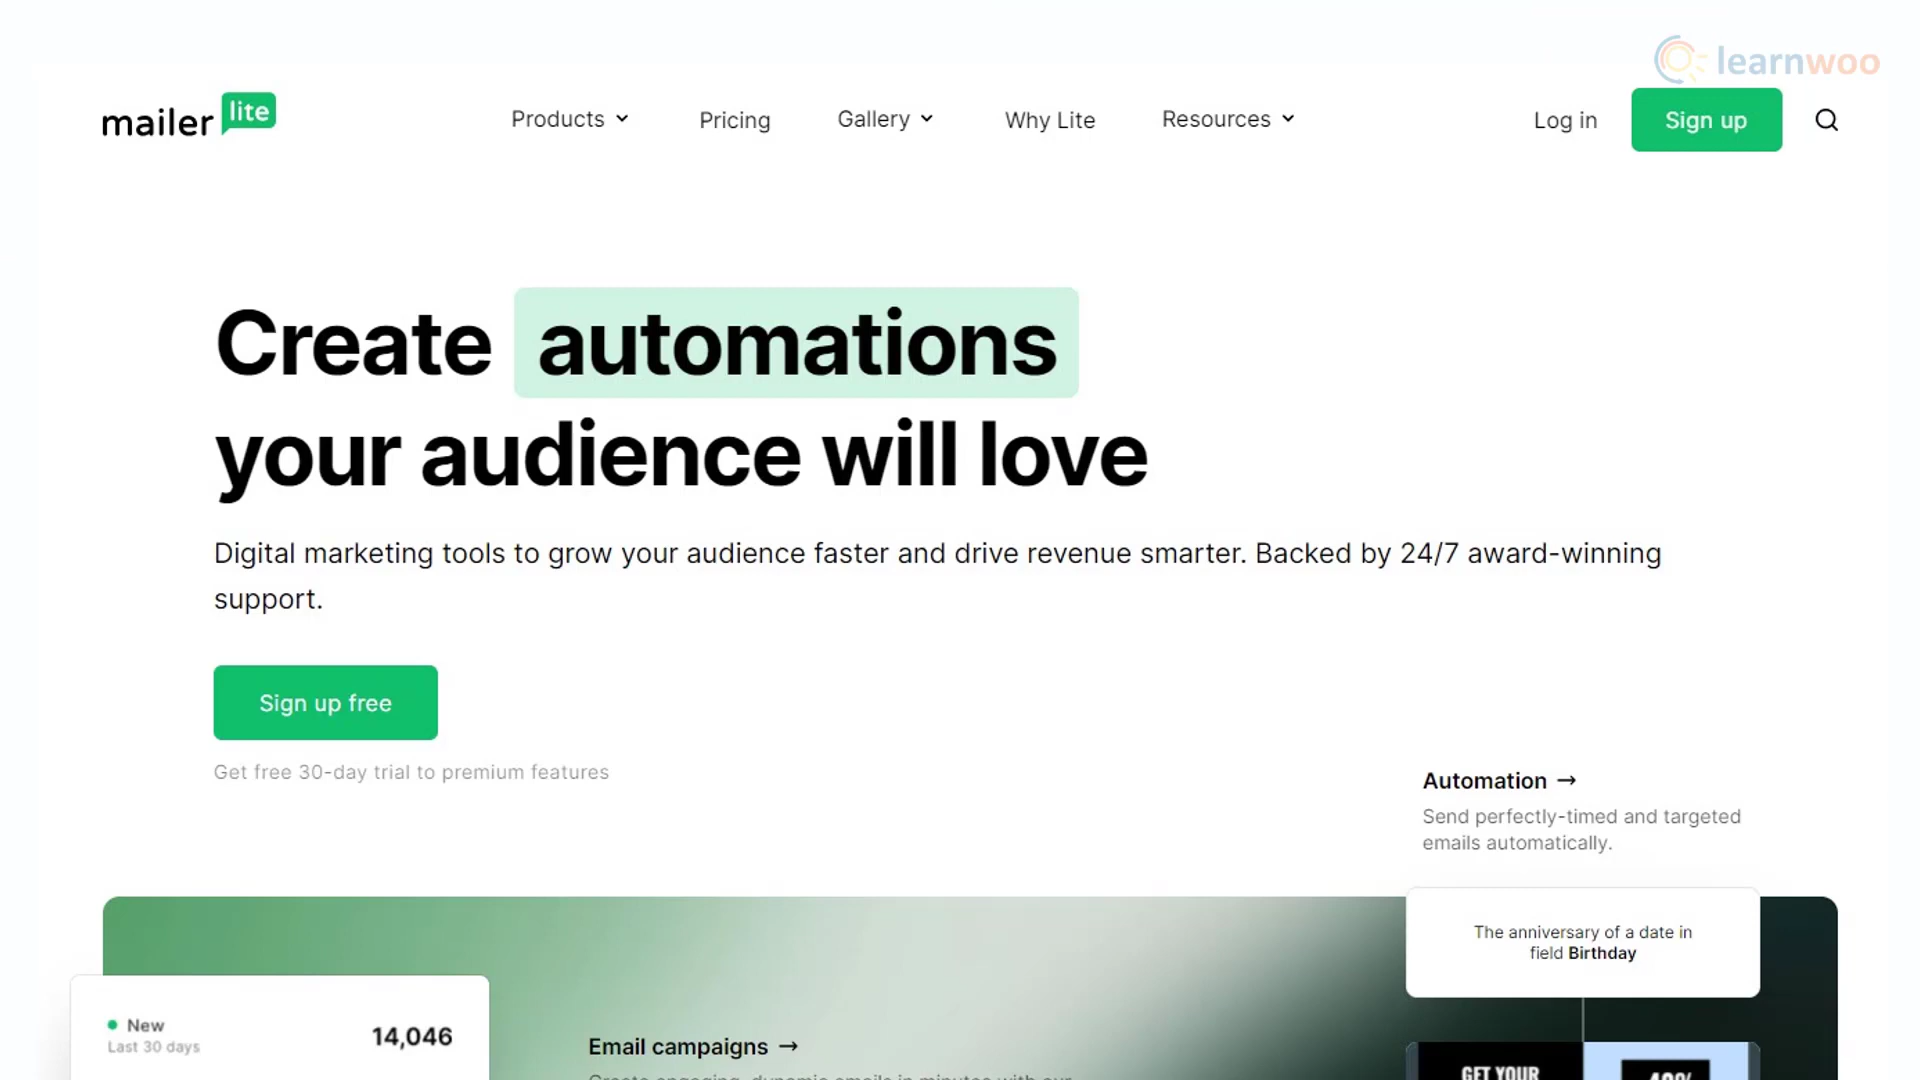 learnwoo
mailer lite
Products
Pricing
Gallery
Why Lite
Resources
Log in
Sign up
Create automations
your audience will love
Digital marketing tools to grow your audience faster and drive revenue smarter. Backed by 24/7 award-winning
support.
Sign up free
Get free 30-day trial to premium features
Automation →
Send perfectly-timed and targeted
emails automatically.
The anniversary of a date in
field Birthday
New
Last 30 days
14,046
Email campaigns →
GET YOUR